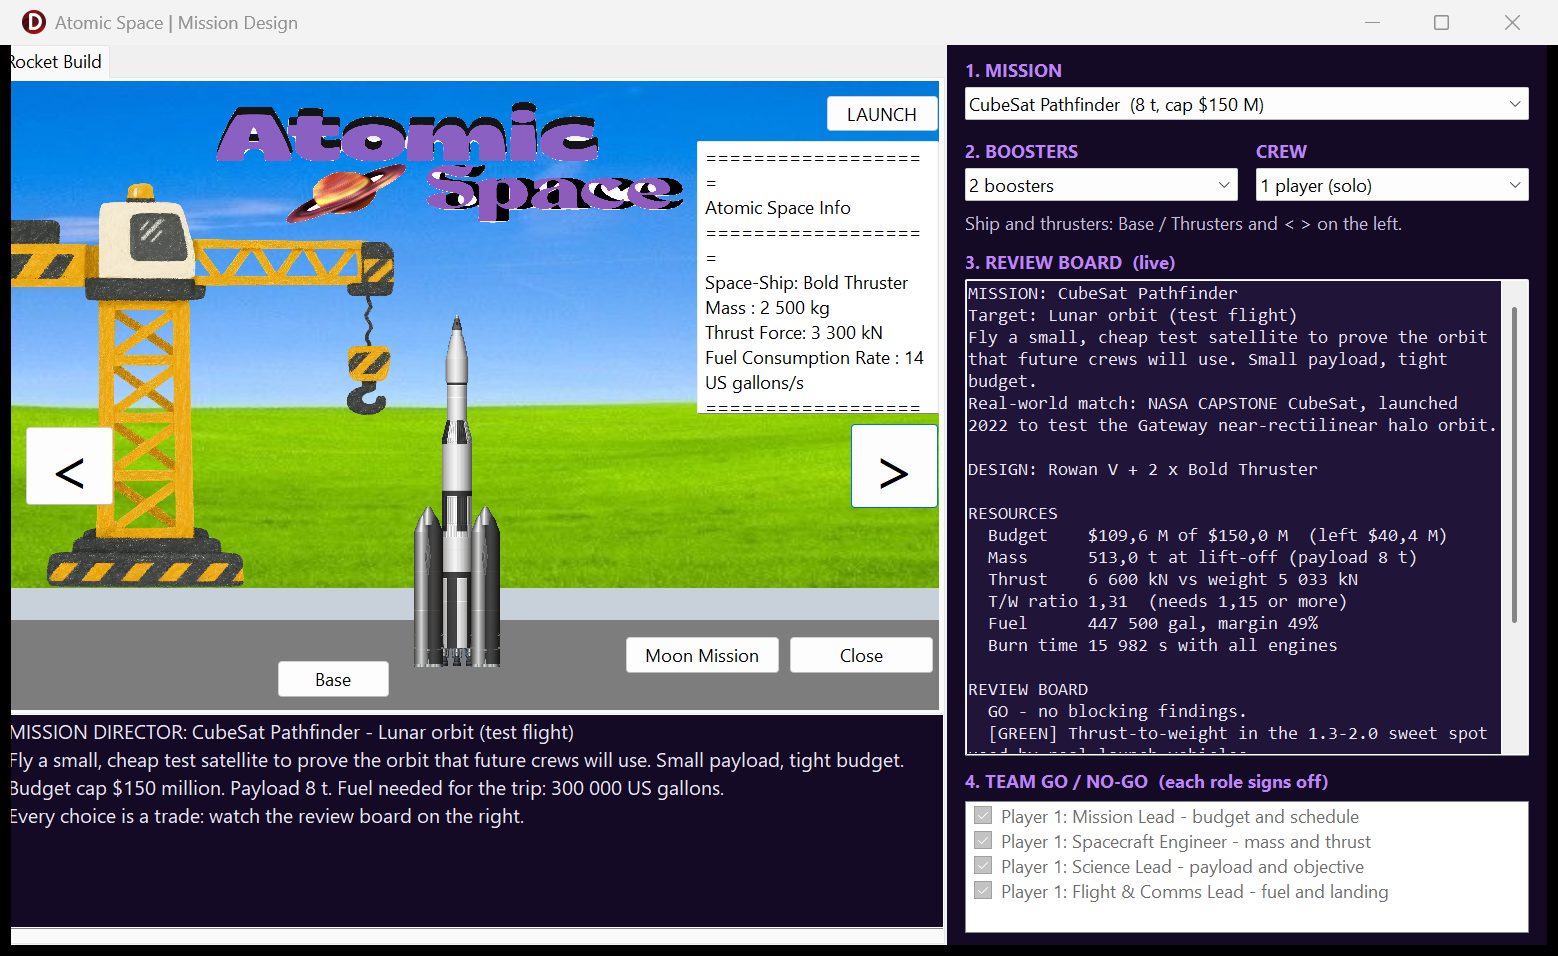 Atomic Space | Mission Design
Rocket Build
Atomic
Space
LAUNCH
==================
=
Atomic Space Info
==================
=
Space-Ship: Bold Thruster
Mass : 2 500 kg
Thrust Force: 3 300 kN
Fuel Consumption Rate : 14
US gallons/s
==================
<
>
Moon Mission
Close
Base
MISSION DIRECTOR: CubeSat Pathfinder - Lunar orbit (test flight)
Fly a small, cheap test satellite to prove the orbit that future crews will use. Small payload, tight budget.
Budget cap $150 million. Payload 8 t. Fuel needed for the trip: 300 000 US gallons.
Every choice is a trade: watch the review board on the right.
1. MISSION
CubeSat Pathfinder (8 t, cap $150 M)
2. BOOSTERS
CREW
2 boosters
1 player (solo)
Ship and thrusters: Base / Thrusters and < > on the left.
3. REVIEW BOARD (live)
MISSION: CubeSat Pathfinder
Target: Lunar orbit (test flight)
Fly a small, cheap test satellite to prove the orbit
that future crews will use. Small payload, tight
budget.
Real-world match: NASA CAPSTONE CubeSat, launched
2022 to test the Gateway near-rectilinear halo orbit.
DESIGN: Rowan V + 2 x Bold Thruster
RESOURCES
Budget $109,6 M of $150,0 M (left $40,4 M)
Mass 513,0 t at lift-off (payload 8 t)
Thrust 6 600 kN vs weight 5 033 kN
T/W ratio 1,31 (needs 1,15 or more)
Fuel 447 500 gal, margin 49%
Burn time 15 982 s with all engines
REVIEW BOARD
GO - no blocking findings.
[GREEN] Thrust-to-weight in the 1.3-2.0 sweet spot
4. TEAM GO / NO-GO (each role signs off)
Player 1: Mission Lead - budget and schedule
Player 1: Spacecraft Engineer - mass and thrust
Player 1: Science Lead - payload and objective
Player 1: Flight & Comms Lead - fuel and landing